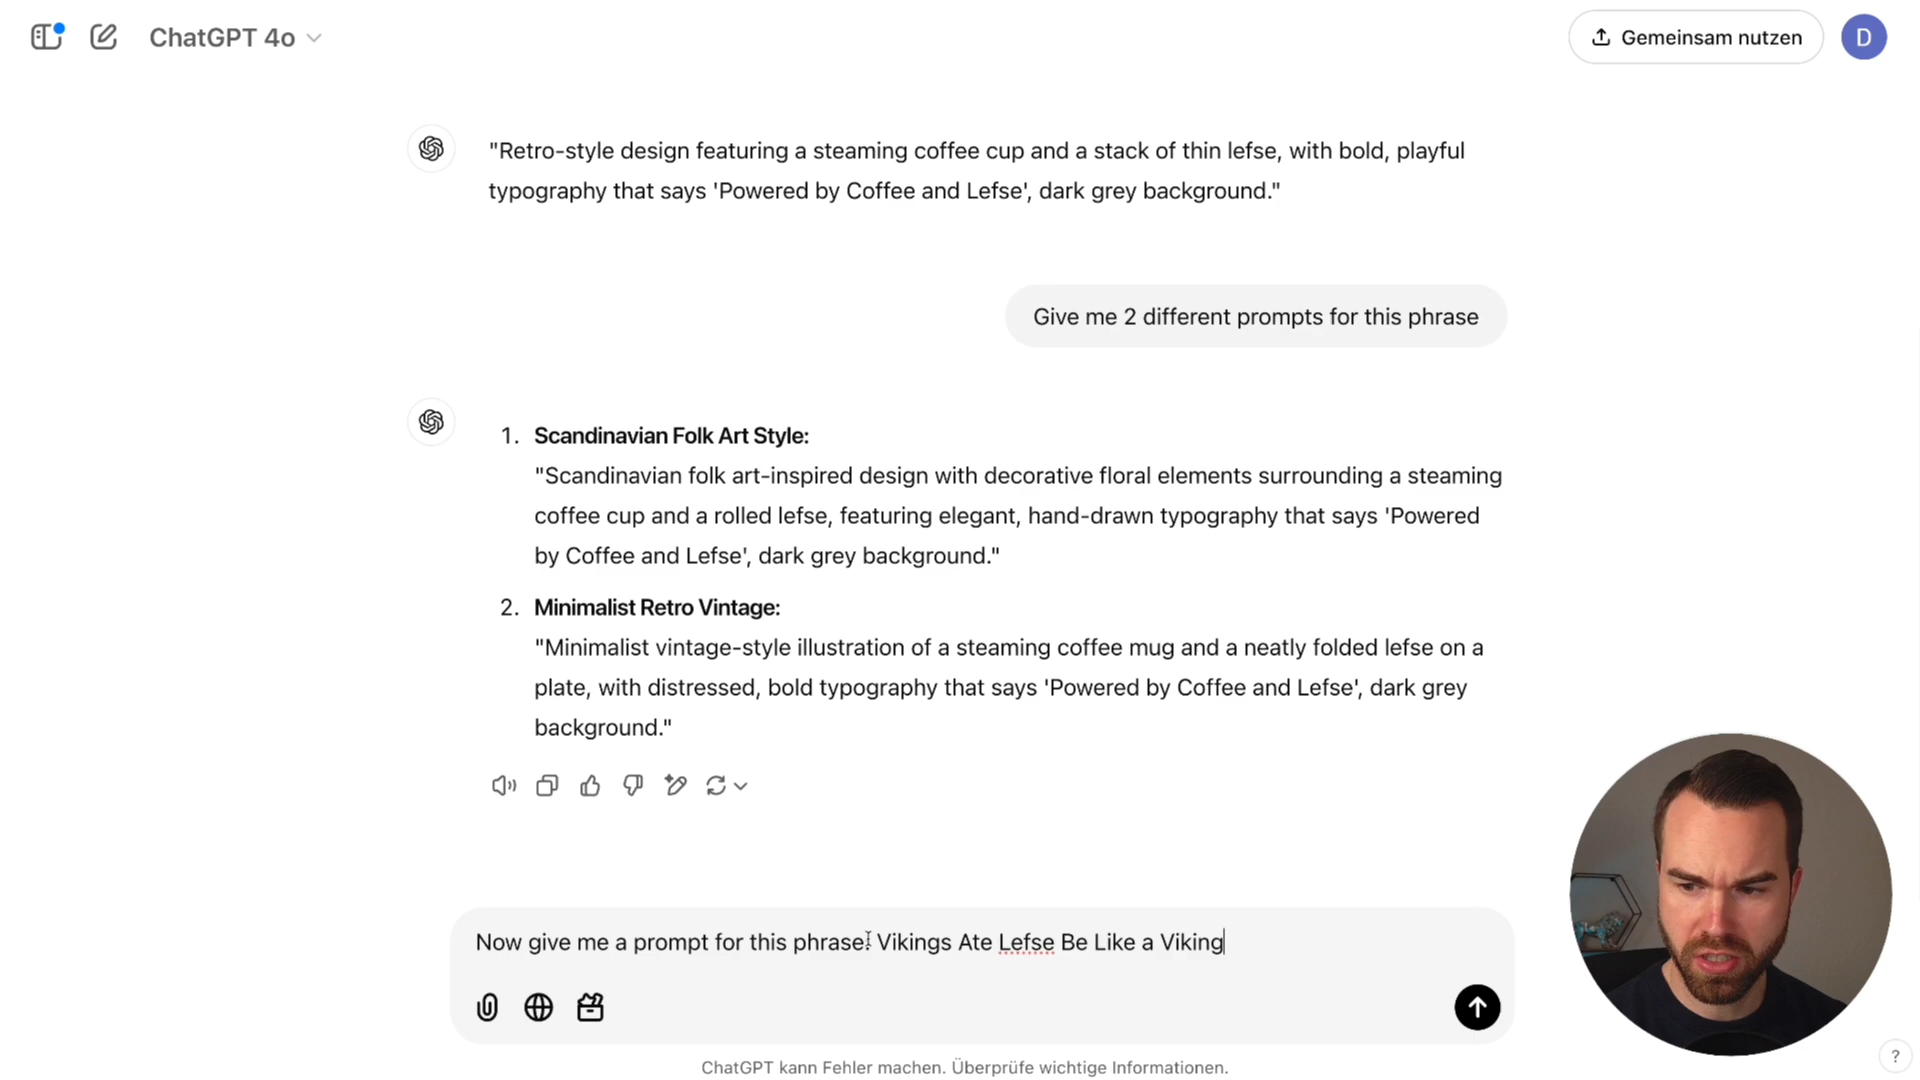 ChatGPT 4o
Gemeinsam nutzen
D
"Retro-style design featuring a steaming coffee cup and a stack of thin lefse, with bold, playful
typography that says 'Powered by Coffee and Lefse', dark grey background."
Give me 2 different prompts for this phrase
1. Scandinavian Folk Art Style:
"Scandinavian folk art-inspired design with decorative floral elements surrounding a steaming
coffee cup and a rolled lefse, featuring elegant, hand-drawn typography that says 'Powered
by Coffee and Lefse', dark grey background."
2. Minimalist Retro Vintage:
"Minimalist vintage-style illustration of a steaming coffee mug and a neatly folded lefse on a
plate, with distressed, bold typography that says 'Powered by Coffee and Lefse', dark grey
background."
Now give me a prompt for this phrase: Vikings Ate Lefse Be Like a Viking
ChatGPT kann Fehler machen. Überprüfe wichtige Informationen.
?